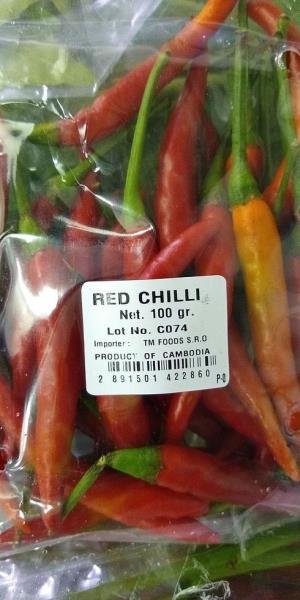 RED CHILLI
Net. 100 gr.
Lot No. C074
Importer : TM FOODS S.R.O
PRODUCT OF CAMBODIA
2 891501 422860